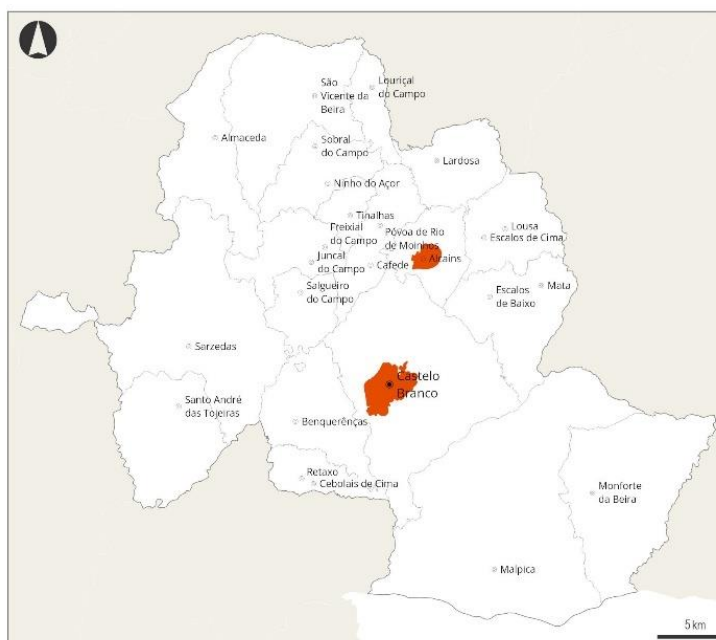 São
Vicente da
Beira
Louriçal
do Campo
Almaceda
Sobral
do Campo
Lardosa
Ninho do Açor
Tinalhas
Freixial
do Campo
Póvoa de Rio
de Moinhos
Lousa
Escalos de Cima
Juncal
do Campo
Cafede
Alcains
Salgueiro
do Campo
Escalos
de Baixo
Mata
Sarzedas
Castelo
Branco
Santo André
das Tojeiras
Benquerênças
Retaxo
Cebolais de Cima
Monforte
da Beira
Malpica
5 km